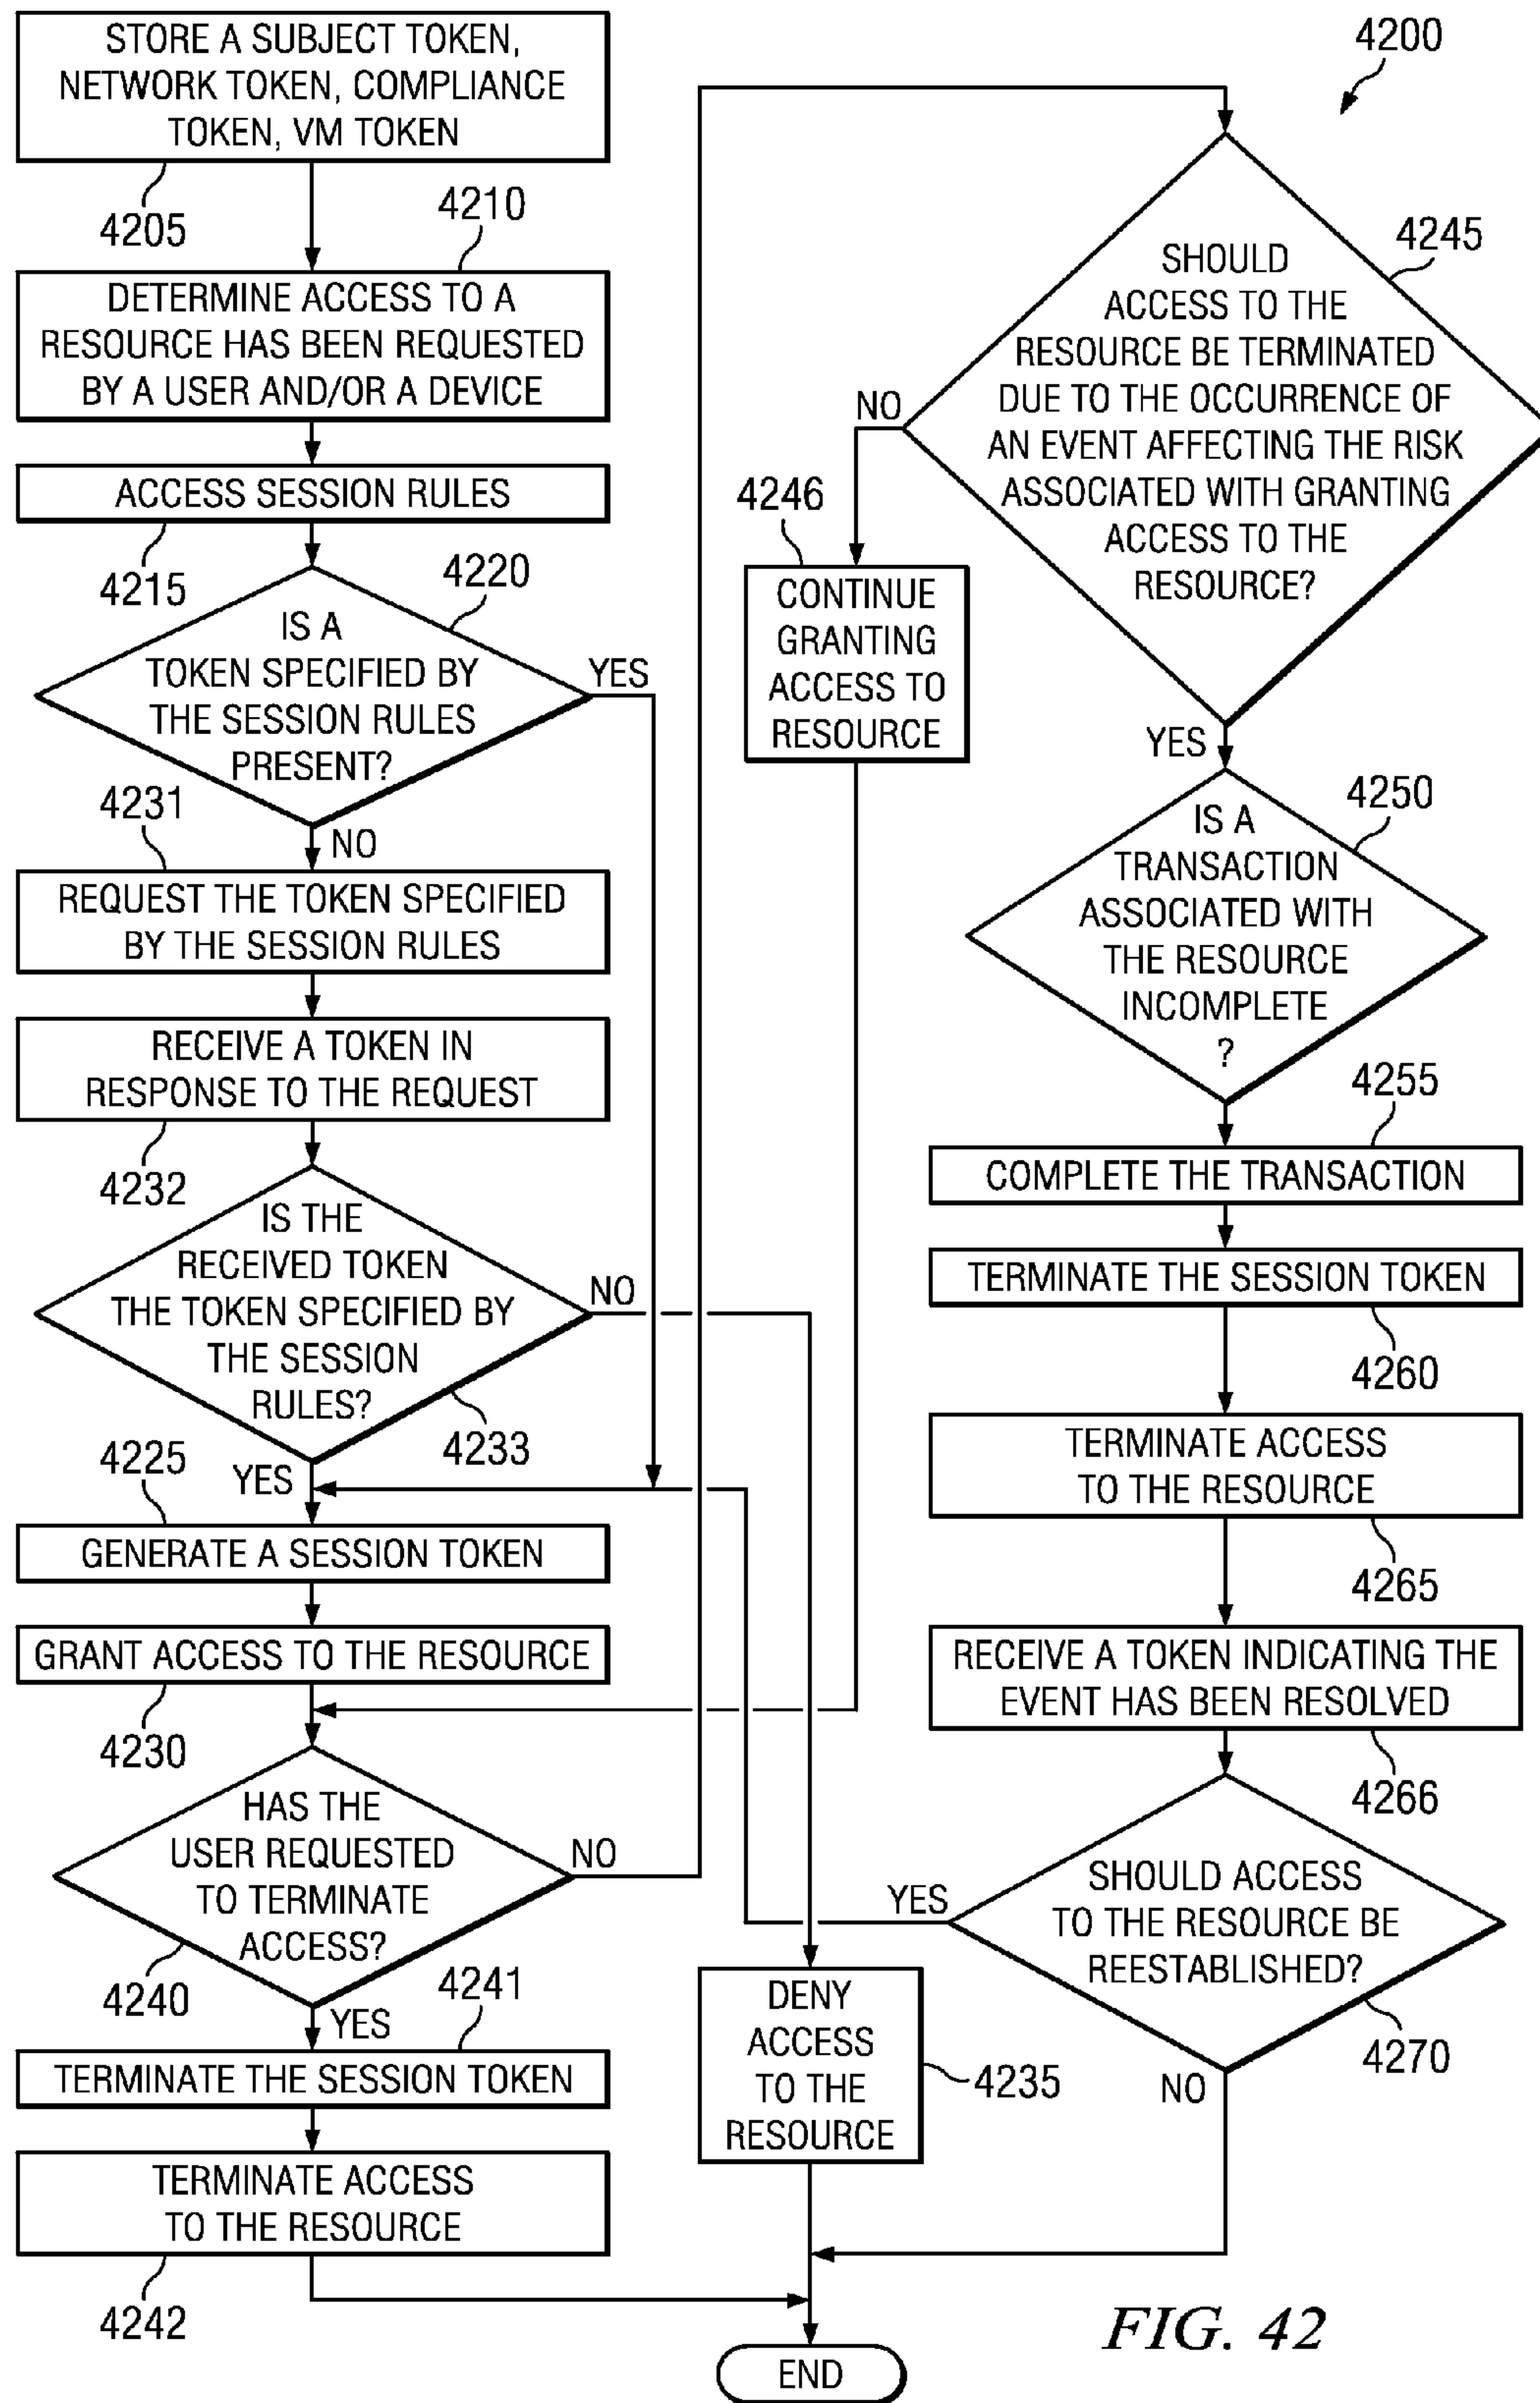 STORE A SUBJECT TOKEN,
NETWORK TOKEN, COMPLIANCE
TOKEN, VM TOKEN
4205
4210
DETERMINE ACCESS TO A
RESOURCE HAS BEEN REQUESTED
BY A USER AND/OR A DEVICE
ACCESS SESSION RULES
4215
4220
IS A
TOKEN SPECIFIED BY
THE SESSION RULES
PRESENT?
YES
NO
4231
REQUEST THE TOKEN SPECIFIED
BY THE SESSION RULES
RECEIVE A TOKEN IN
RESPONSE TO THE REQUEST
4232
IS THE
RECEIVED TOKEN
THE TOKEN SPECIFIED BY
THE SESSION
RULES?
NO
4233
YES
4225
GENERATE A SESSION TOKEN
GRANT ACCESS TO THE RESOURCE
4230
HAS THE
USER REQUESTED
TO TERMINATE
ACCESS?
NO
4240
YES
4241
TERMINATE THE SESSION TOKEN
TERMINATE ACCESS
TO THE RESOURCE
4242
4200
SHOULD
ACCESS TO THE
RESOURCE BE TERMINATED
DUE TO THE OCCURRENCE OF
AN EVENT AFFECTING THE RISK
ASSOCIATED WITH GRANTING
ACCESS TO THE
RESOURCE?
4245
NO
4246
CONTINUE
GRANTING
ACCESS TO
RESOURCE
YES
4250
IS A
TRANSACTION
ASSOCIATED WITH
THE RESOURCE
INCOMPLETE
?
4255
COMPLETE THE TRANSACTION
TERMINATE THE SESSION TOKEN
4260
TERMINATE ACCESS
TO THE RESOURCE
4265
RECEIVE A TOKEN INDICATING THE
EVENT HAS BEEN RESOLVED
4266
SHOULD ACCESS
TO THE RESOURCE BE
REESTABLISHED?
YES
4270
NO
DENY
ACCESS
TO THE
RESOURCE
4235
END
FIG. 42